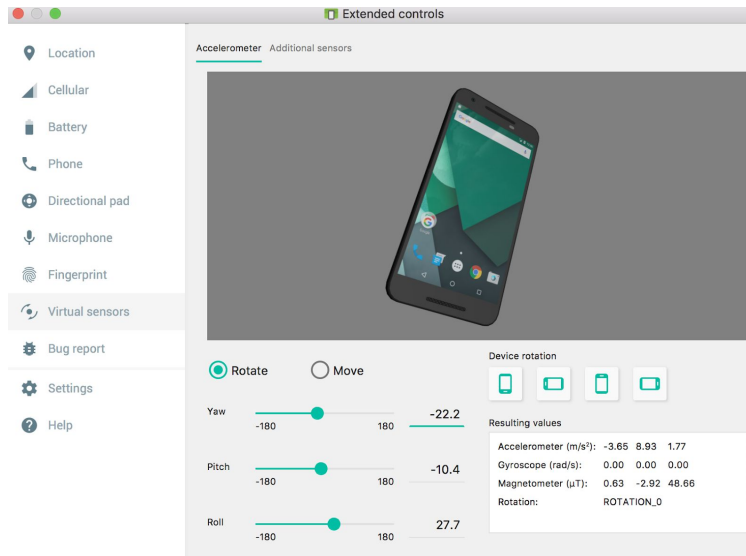 Extended controls
Location
Cellular
Battery
Phone
Directional pad
Microphone
Fingerprint
Virtual sensors
Bug report
Settings
Help
Accelerometer Additional sensors
Google
Rotate Move
Yaw -22.2
-180 180
Pitch -10.4
-180 180
Roll 27.7
-180 180
Device rotation
Resulting values
Accelerometer (m/s²): -3.65 8.93 1.77
Gyroscope (rad/s): 0.00 0.00 0.00
Magnetometer (μT): 0.63 -2.92 48.66
Rotation: ROTATION_0